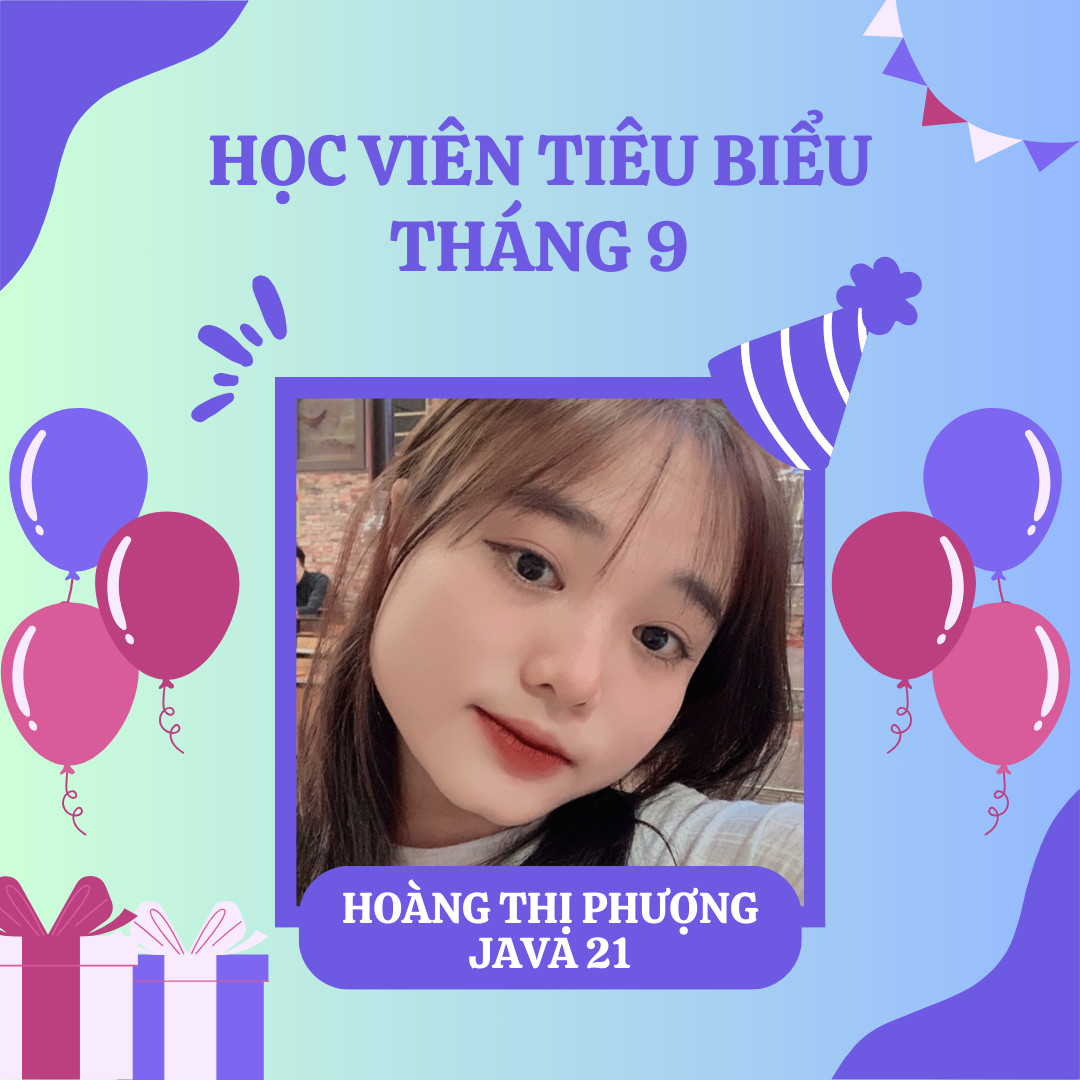 HỌC VIÊN TIÊU BIỂU
THÁNG 9
HOÀNG THỊ PHƯỢNG
JAVA 21